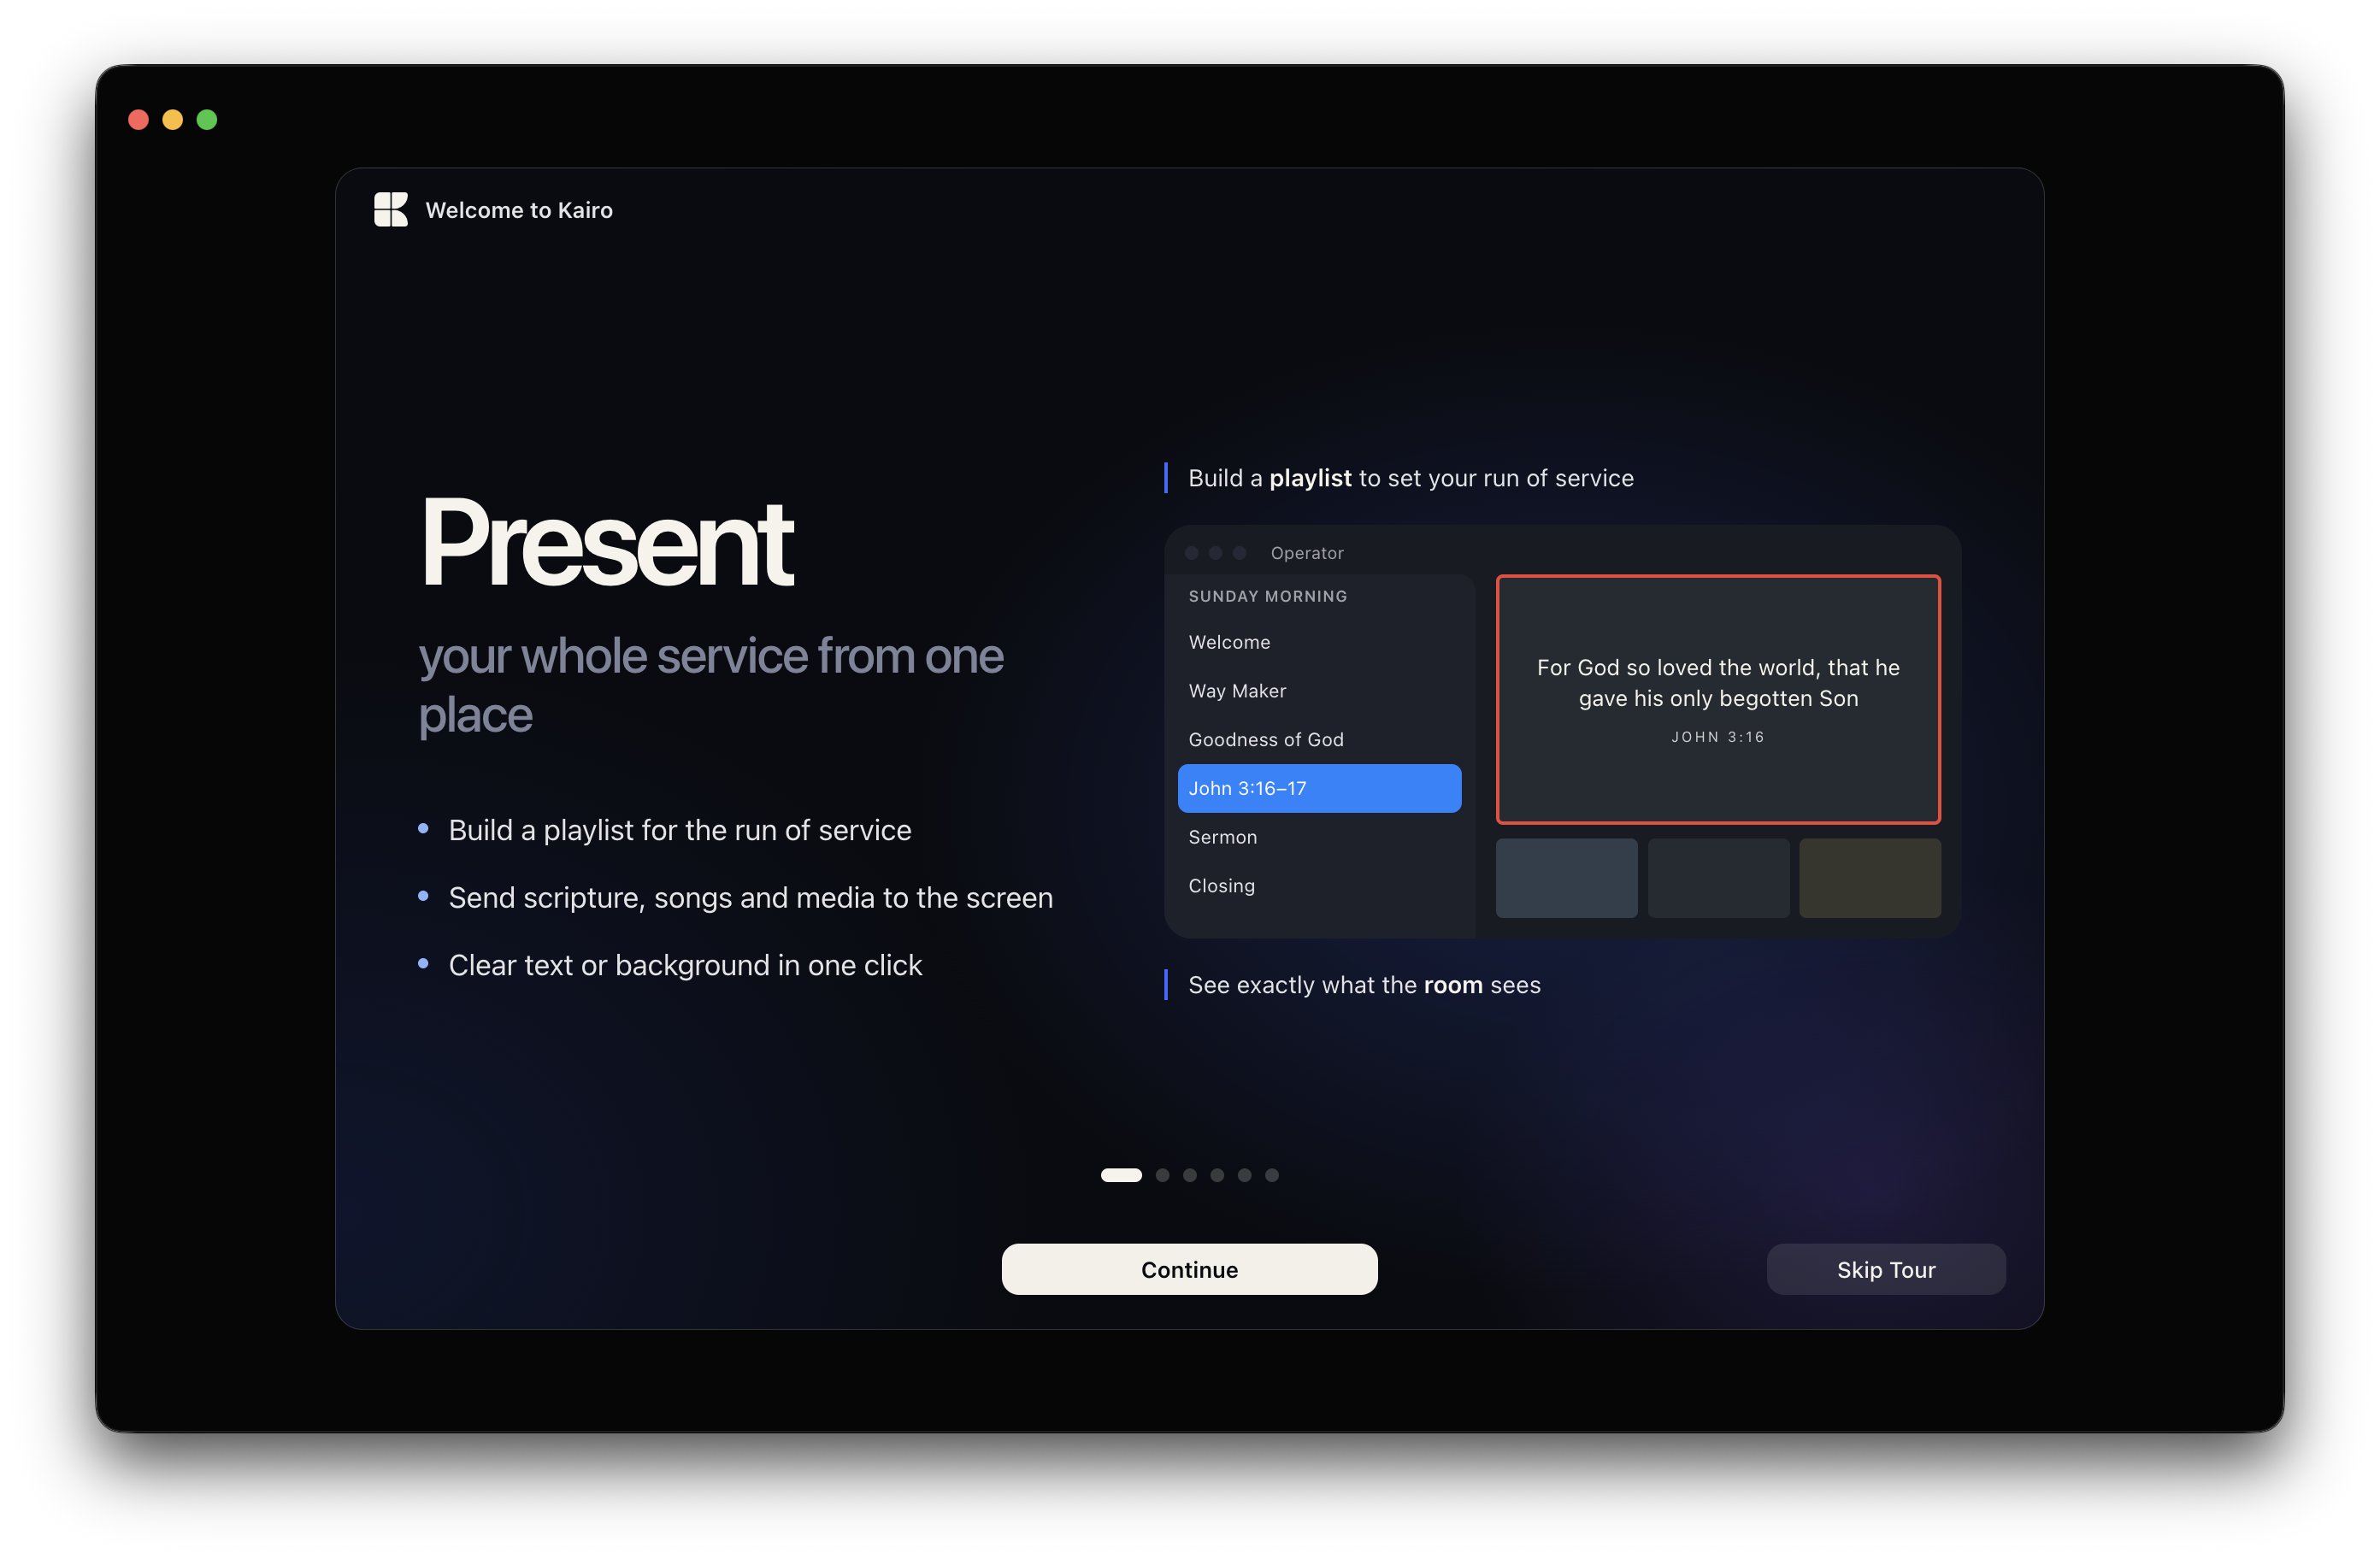 Welcome to Kairo
Present
your whole service from one
place
Build a playlist for the run of service
Send scripture, songs and media to the screen
Clear text or background in one click
Build a playlist to set your run of service
Operator
SUNDAY MORNING
Welcome
Way Maker
Goodness of God
John 3:16–17
Sermon
Closing
For God so loved the world, that he
gave his only begotten Son
JOHN 3:16
See exactly what the room sees
Continue
Skip Tour